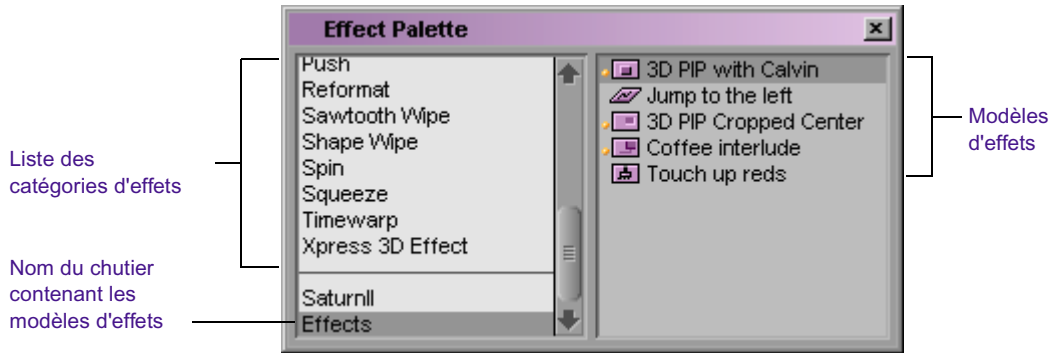 Effect Palette
Push
Reformat
Sawtooth Wipe
Shape Wipe
Spin
Squeeze
Timewarp
Xpress 3D Effect
SaturnII
Effects
3D PIP with Calvin
Jump to the left
3D PIP Cropped Center
Coffee interlude
Touch up reds
Liste des
catégories d'effets
Nom du chutier
contenant les
modèles d'effets
Modèles
d'effets